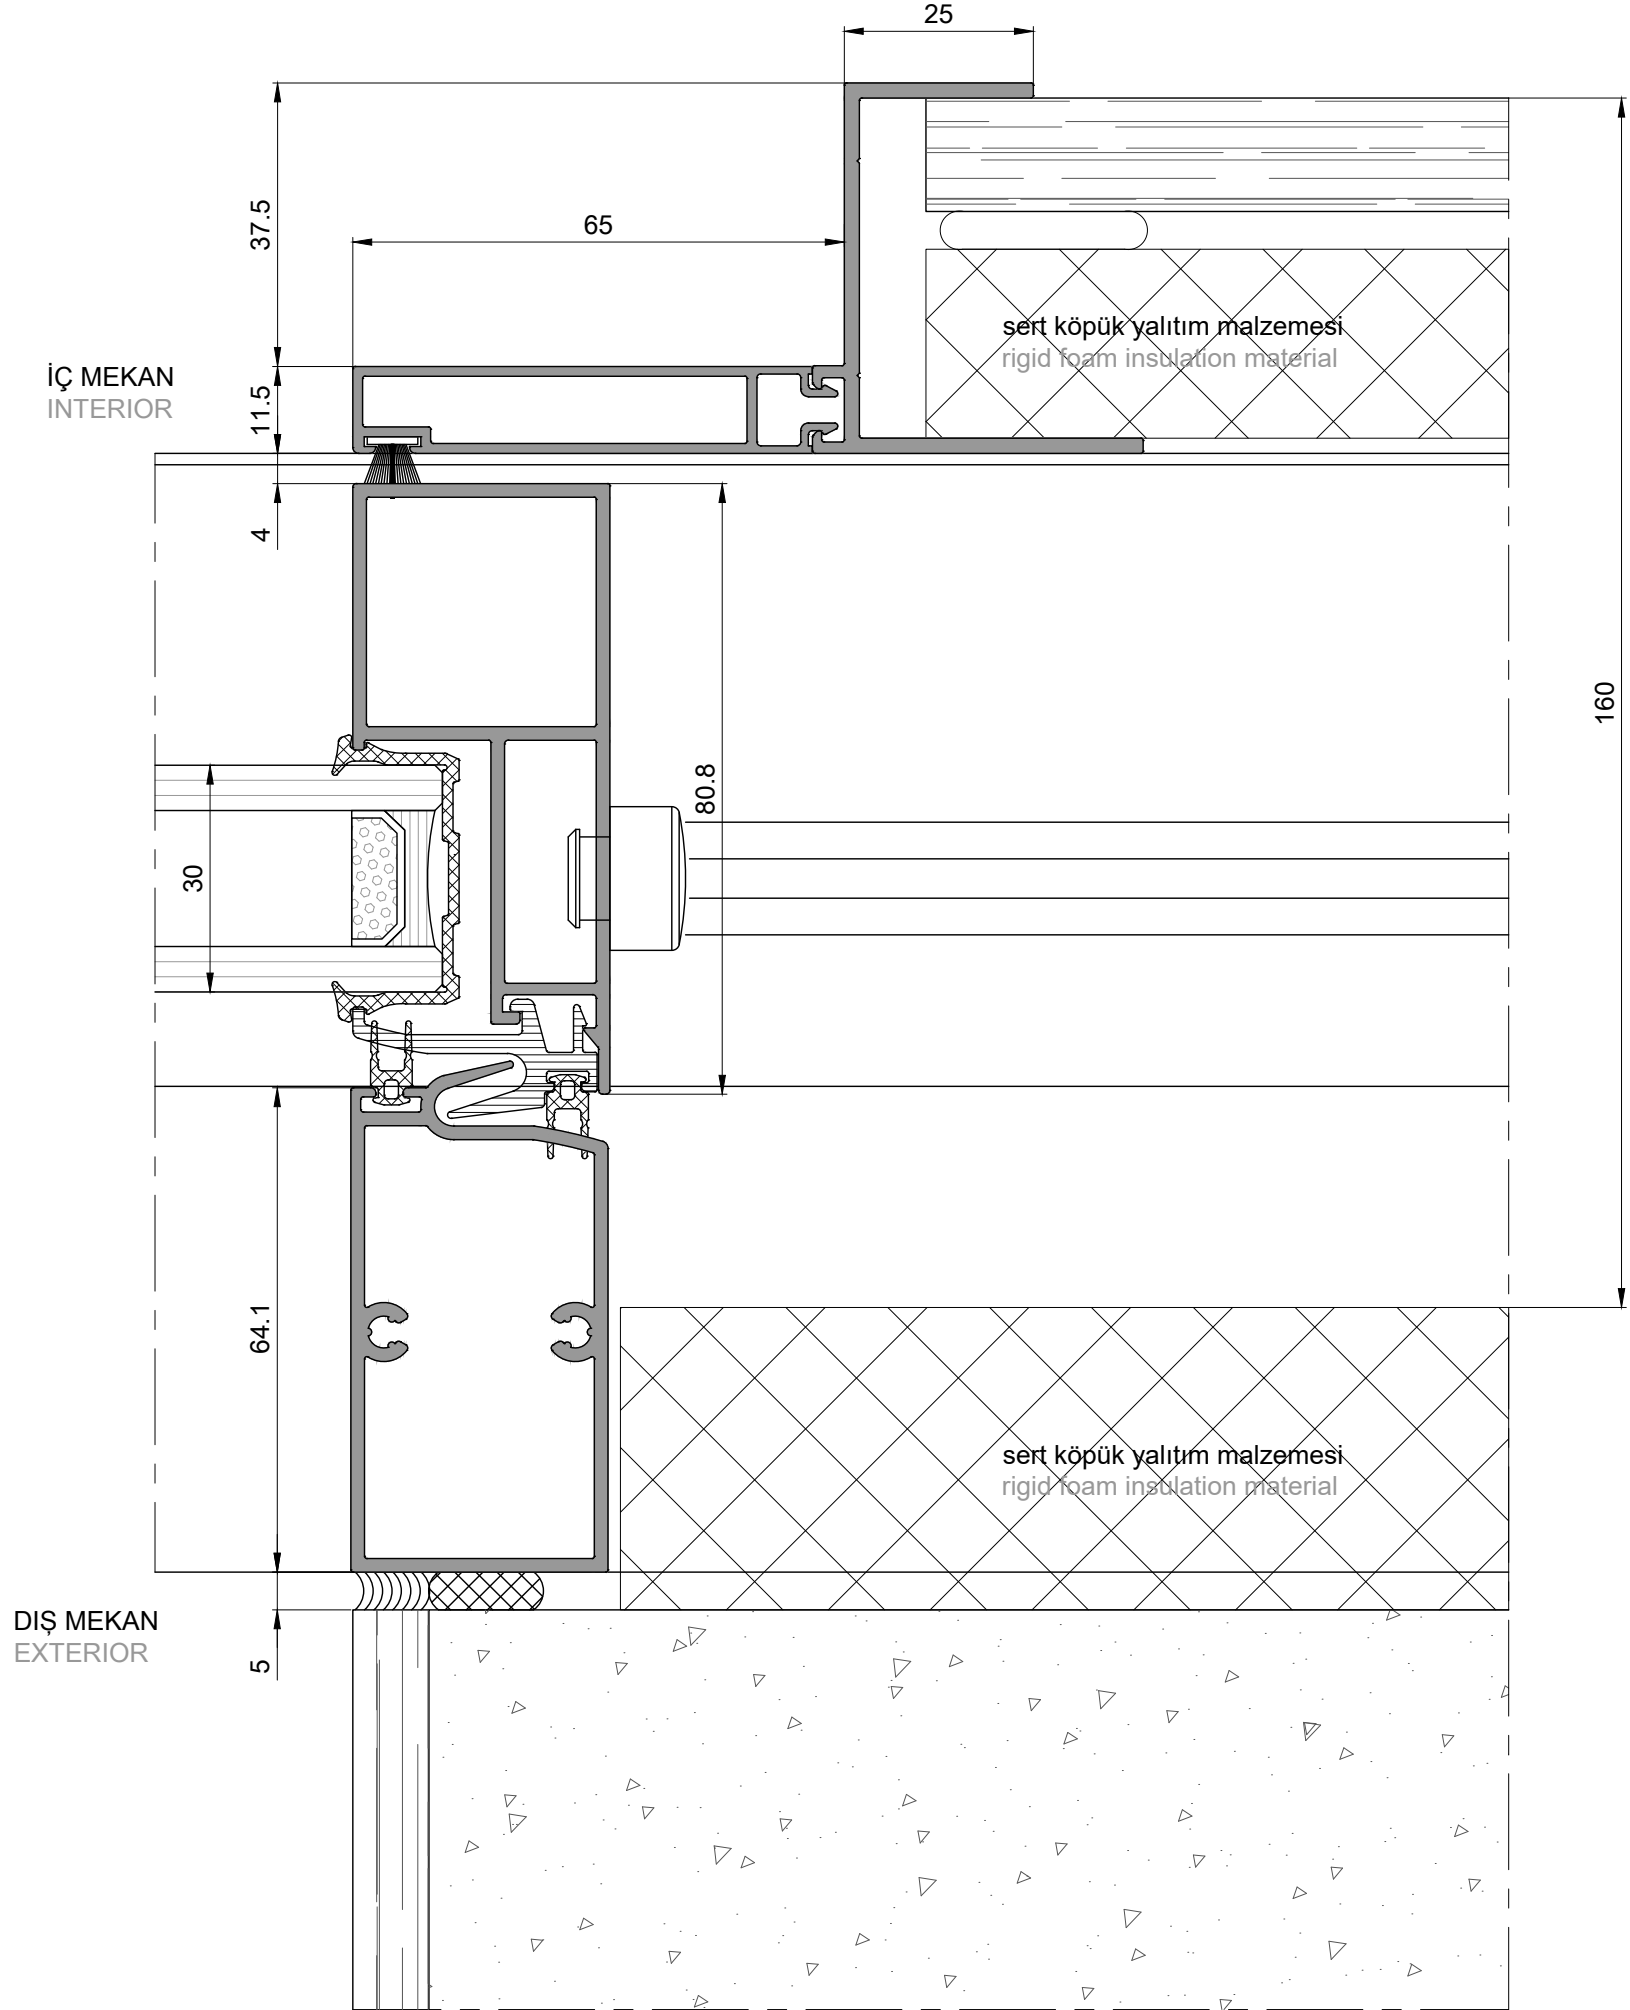 25
37.5
65
sert köpük yalıtım malzemesi
rigid foam insulation material
İÇ MEKAN
INTERIOR
11.5
4
160
80.8
30
64.1
sert köpük yalıtım malzemesi
rigid foam insulation material
DIŞ MEKAN
EXTERIOR
5